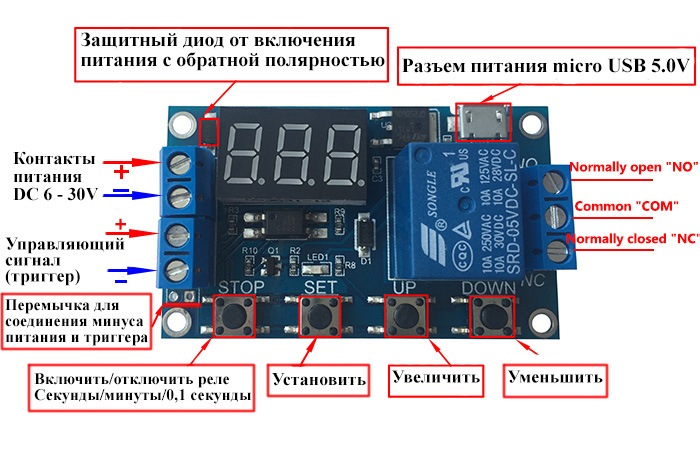 Защитный диод от включения
питания с обратной полярностью
Разъем питания micro USB 5.0V
Контакты
питания
DC 6 - 30V
+
–
Управляющий
сигнал
(триггер)
+
–
Перемычка для
соединения минуса
питания и триггера
Normally open "NO"
Common "COM"
Normally closed "NC"
SONGLE
CQC
US
1
10A 250VAC 10A 125VAC
10A 30VDC 10A 28VDC
SRD-05VDC-SL-C
NC
R10
Q1
R2
LED1
R8
D1
STOP
SET
UP
DOWN
Включить/отключить реле
Секунды/минуты/0,1 секунды
Установить
Увеличить
Уменьшить